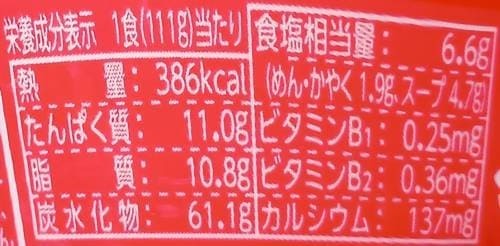 栄養成分表示 1食(111g)当たり
熱量: 386kcal
たんぱく質: 11.0g
脂質: 10.8g
炭水化物: 61.1g
食塩相当量: 6.6g
(めん・かやく 1.9g、スープ 4.7g)
ビタミンB₁: 0.25mg
ビタミンB₂: 0.36mg
カルシウム: 137mg